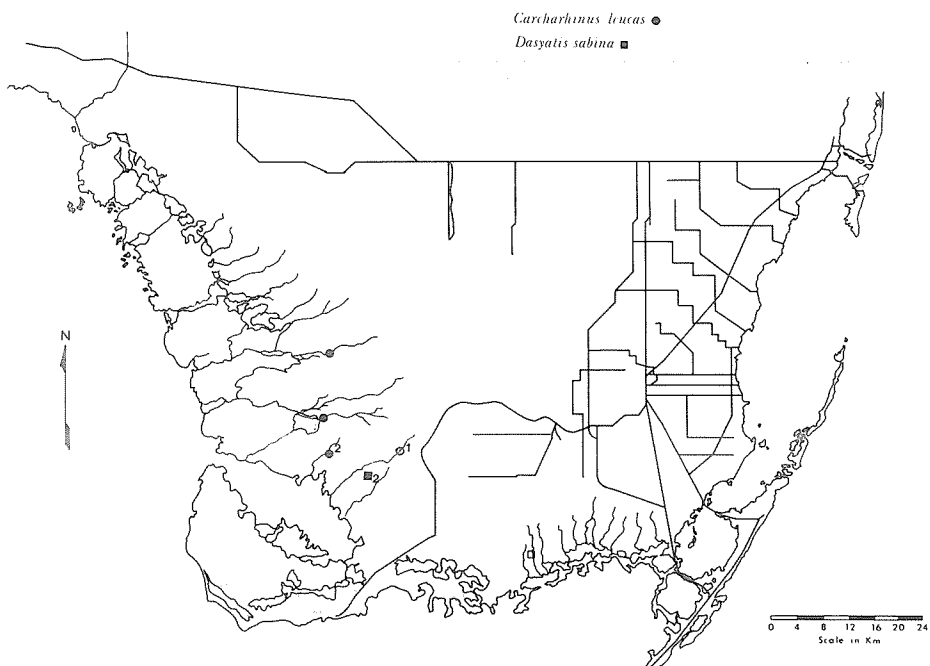 Carcharhinus leucas
Dasyatis sabina
N
2
1
2
0 4 8 12 16 20 24
Scale in Km